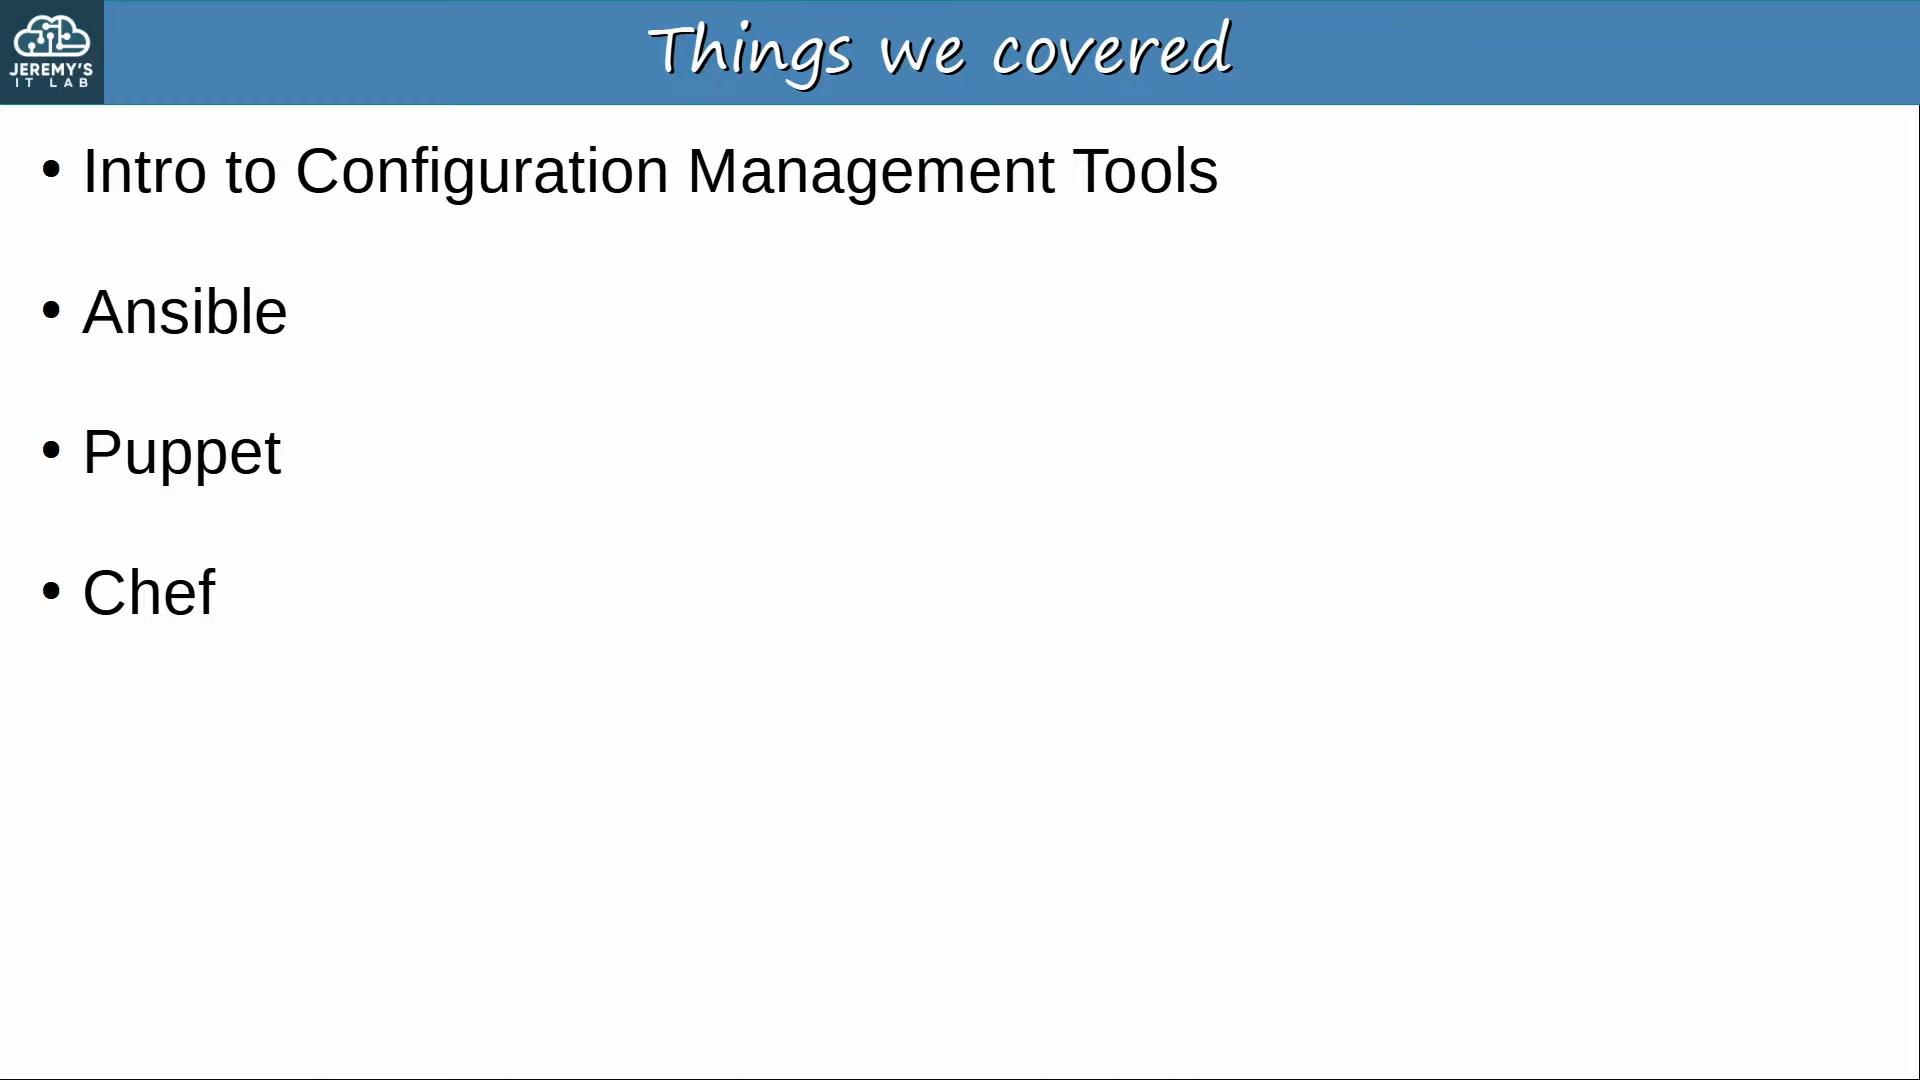 JEREMY'S
IT LAB
Things we covered
• Intro to Configuration Management Tools
• Ansible
• Puppet
• Chef